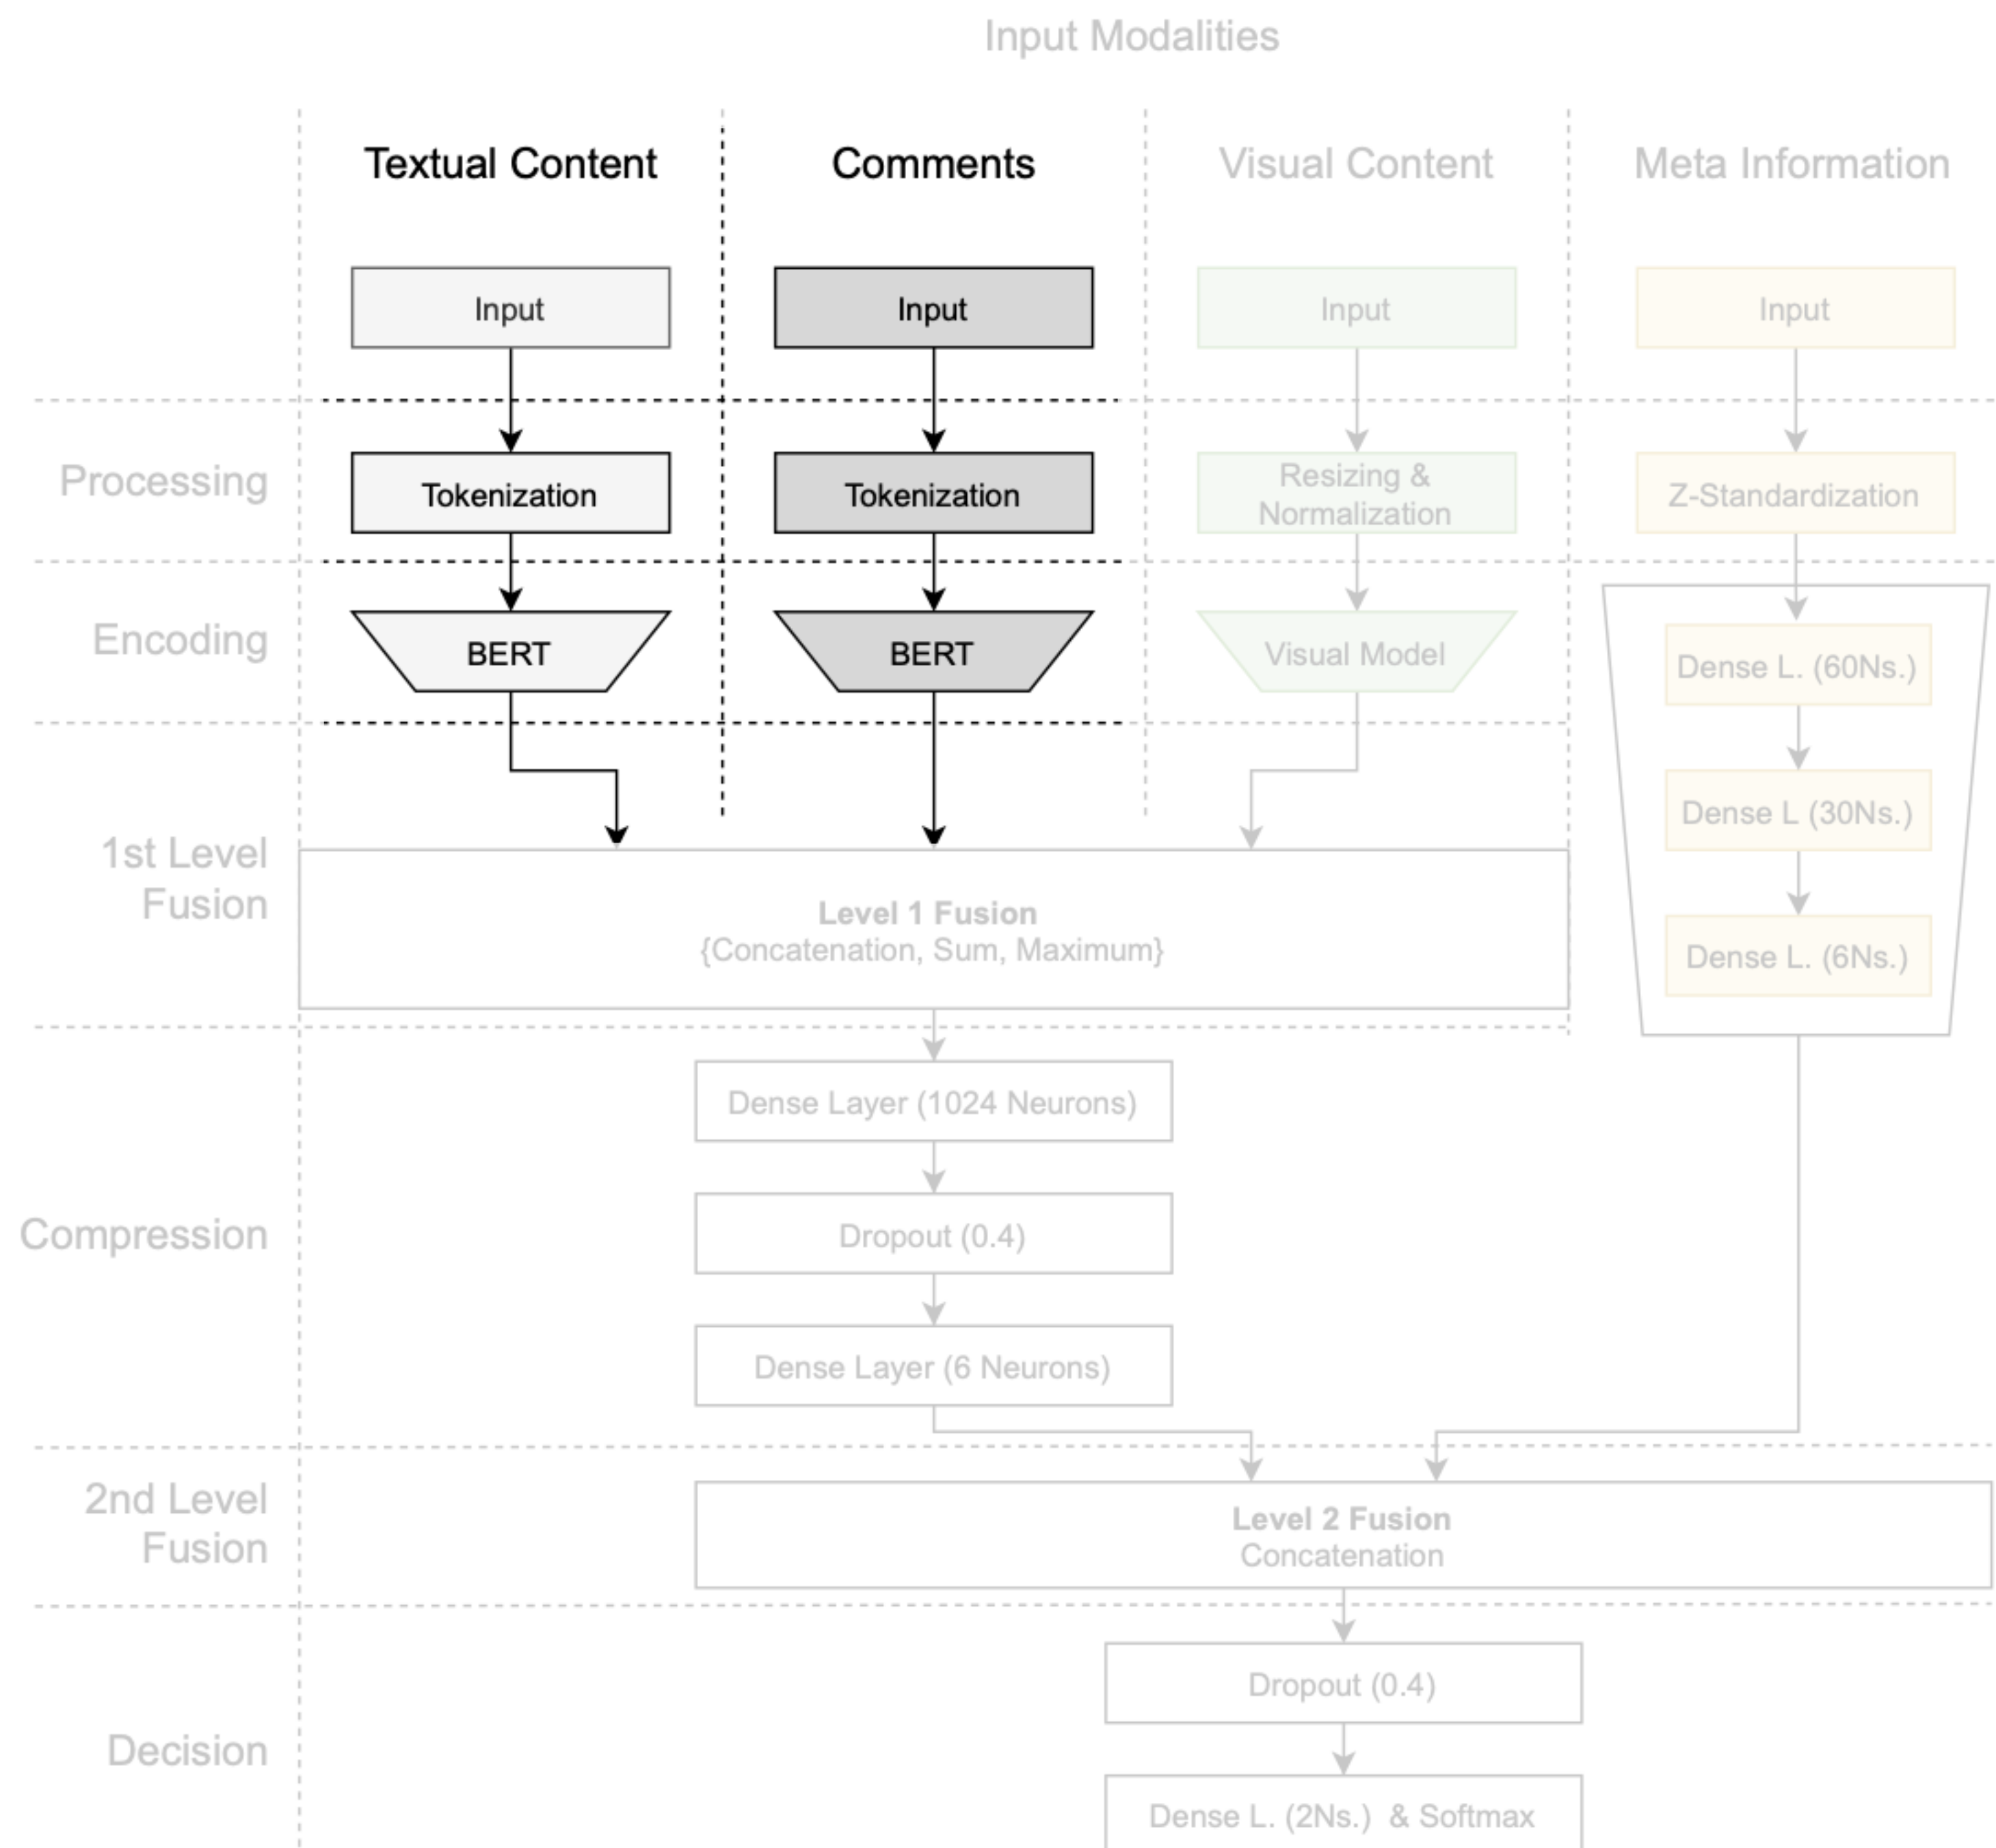 Input Modalities
Textual Content
Comments
Visual Content
Meta Information
Input
Input
Input
Input
Processing
Tokenization
Tokenization
Resizing &
Normalization
Z-Standardization
Encoding
BERT
BERT
Visual Model
Dense L. (60Ns.)
Dense L (30Ns.)
Dense L. (6Ns.)
1st Level
Fusion
Level 1 Fusion
{Concatenation, Sum, Maximum}
Compression
Dense Layer (1024 Neurons)
Dropout (0.4)
Dense Layer (6 Neurons)
2nd Level
Fusion
Level 2 Fusion
Concatenation
Decision
Dropout (0.4)
Dense L. (2Ns.) & Softmax